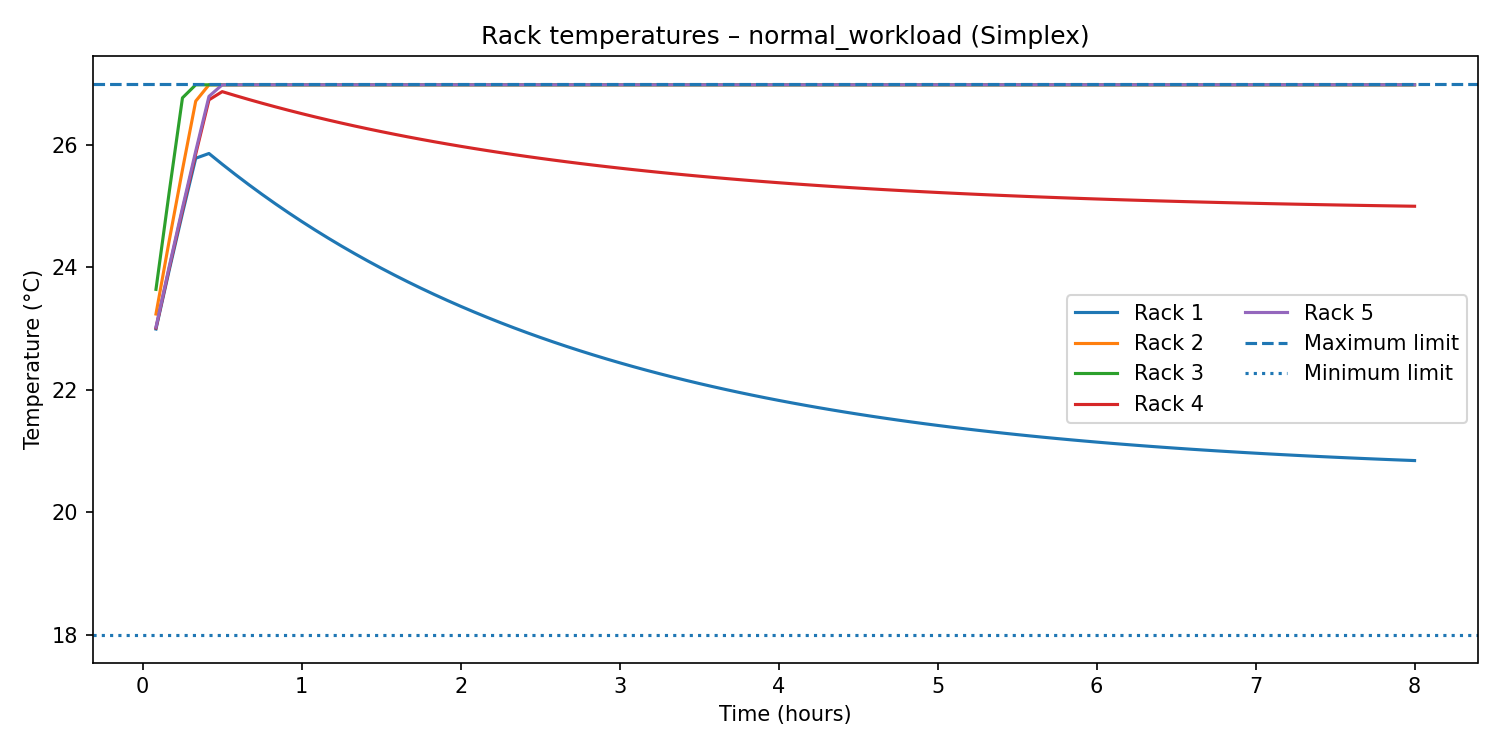 Rack temperatures – normal_workload (Simplex)
Temperature (°C)
26
24
22
20
18
Rack 1
Rack 2
Rack 3
Rack 4
Rack 5
Maximum limit
Minimum limit
0 1 2 3 4 5 6 7 8
Time (hours)